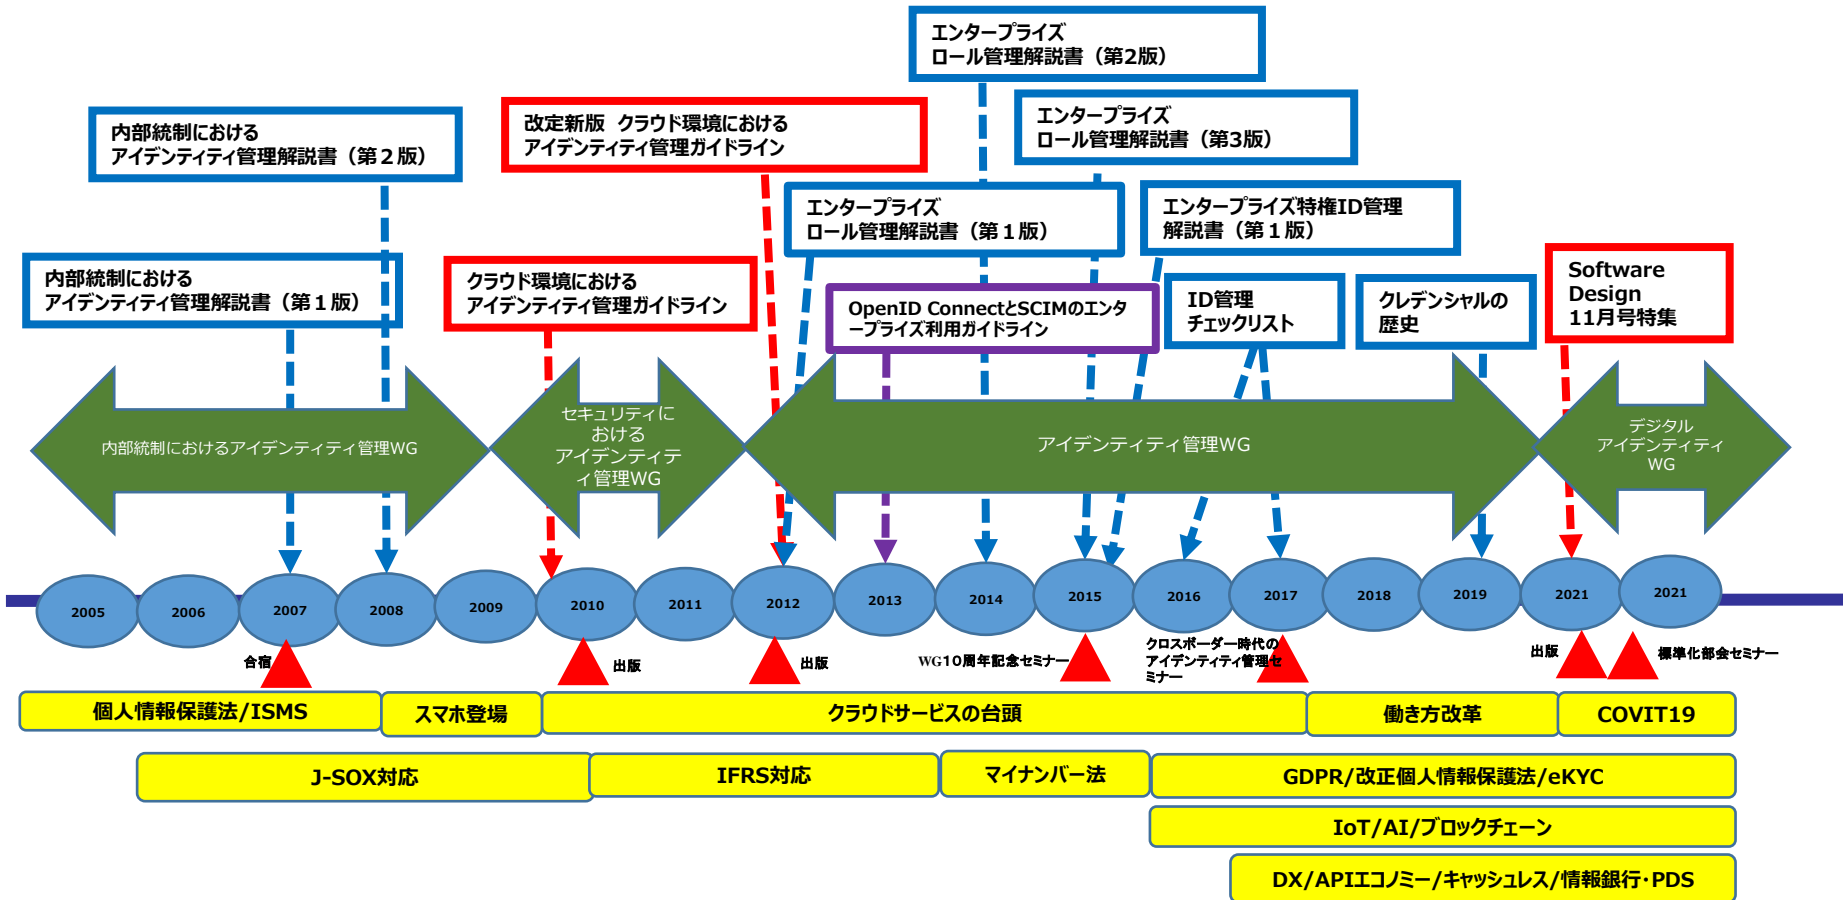 エンタープライズ
ロール管理解説書（第2版）
内部統制における
アイデンティティ管理解説書（第２版）
改定新版 クラウド環境における
アイデンティティ管理ガイドライン
エンタープライズ
ロール管理解説書（第3版）
エンタープライズ
ロール管理解説書（第１版）
エンタープライズ特権ID管理
解説書（第１版）
内部統制における
アイデンティティ管理解説書（第１版）
クラウド環境における
アイデンティティ管理ガイドライン
OpenID ConnectとSCIMのエンタ
ープライズ利用ガイドライン
ID管理
チェックリスト
クレデンシャルの
歴史
Software
Design
11月号特集
内部統制におけるアイデンティティ管理WG
セキュリティに
おける
アイデンティテ
ィ管理WG
アイデンティティ管理WG
デジタル
アイデンティティ
WG
2005
2006
2007
2008
2009
2010
2011
2012
2013
2014
2015
2016
2017
2018
2019
2021
2021
合宿
出版
出版
WG10周年記念セミナー
クロスボーダー時代の
アイデンティティ管理セ
ミナー
出版
標準化部会セミナー
個人情報保護法/ISMS
スマホ登場
クラウドサービスの台頭
働き方改革
COVIT19
J-SOX対応
IFRS対応
マイナンバー法
GDPR/改正個人情報保護法/eKYC
IoT/AI/ブロックチェーン
DX/APIエコノミー/キャッシュレス/情報銀行・PDS